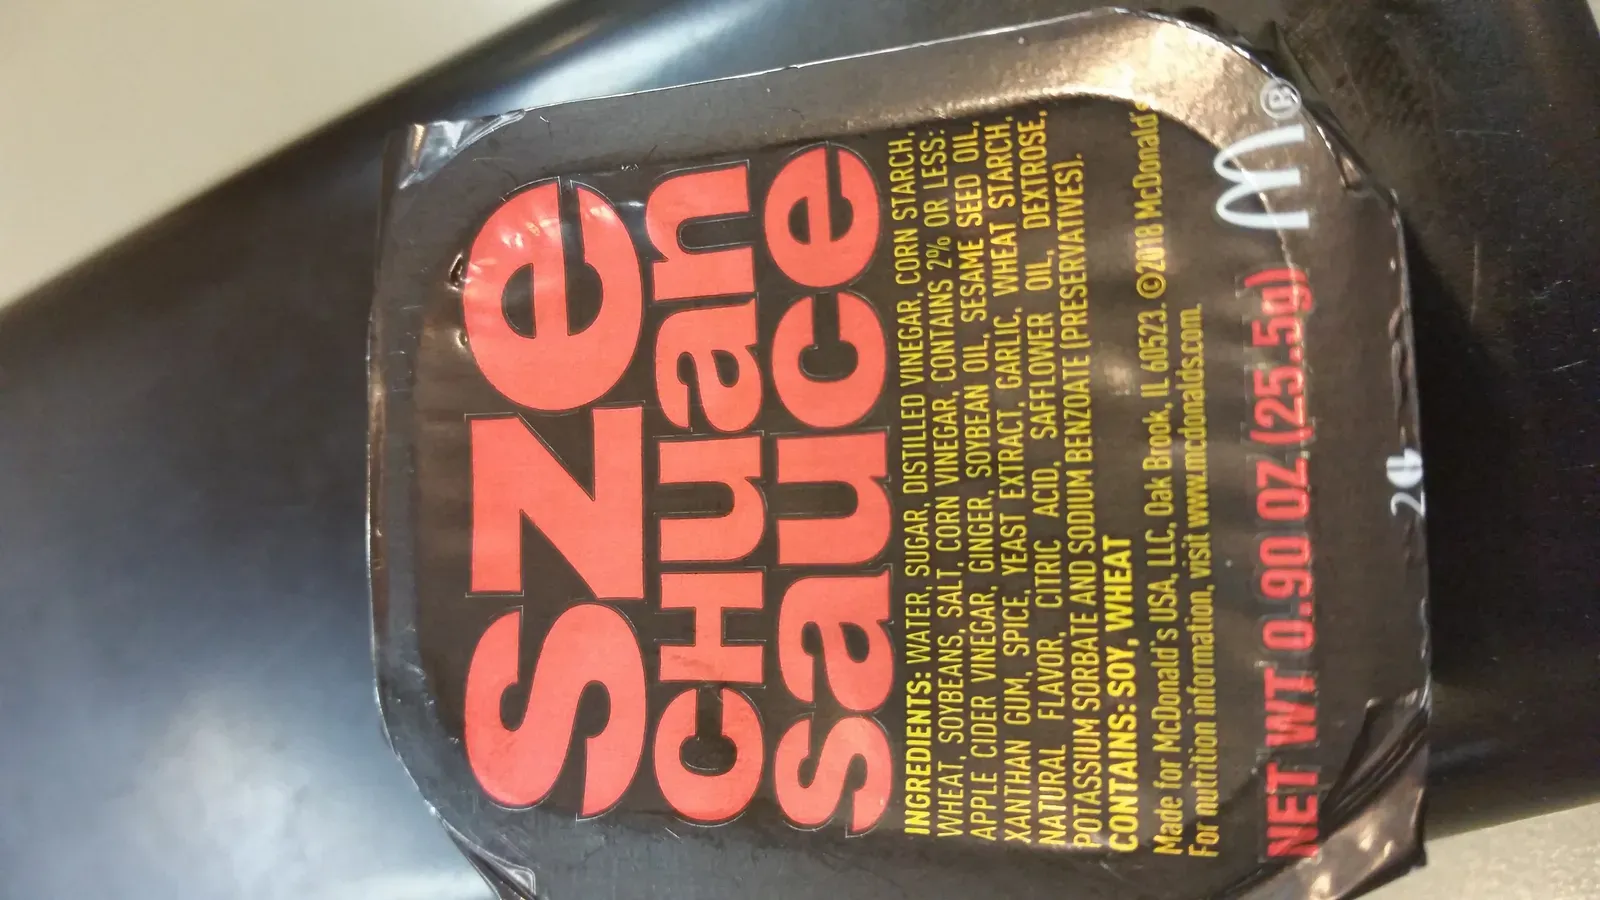 sze
CHuan
sauce
INGREDIENTS: WATER, SUGAR, DISTILLED VINEGAR, CORN STARCH,
WHEAT, SOYBEANS, SALT, CORN VINEGAR, CONTAINS 2% OR LESS:
APPLE CIDER VINEGAR, GINGER, SOYBEAN OIL, SESAME SEED OIL,
XANTHAN GUM, SPICE, YEAST EXTRACT, GARLIC, WHEAT STARCH,
NATURAL FLAVOR, CITRIC ACID, SAFFLOWER OIL, DEXTROSE,
POTASSIUM SORBATE AND SODIUM BENZOATE (PRESERVATIVES).
CONTAINS: SOY, WHEAT
Made for McDonald's USA, LLC, Oak Brook, IL 60523. ©2018 McDonald's
For nutrition information, visit www.mcdonalds.com.
NET WT 0.90 OZ (25.5g) M®